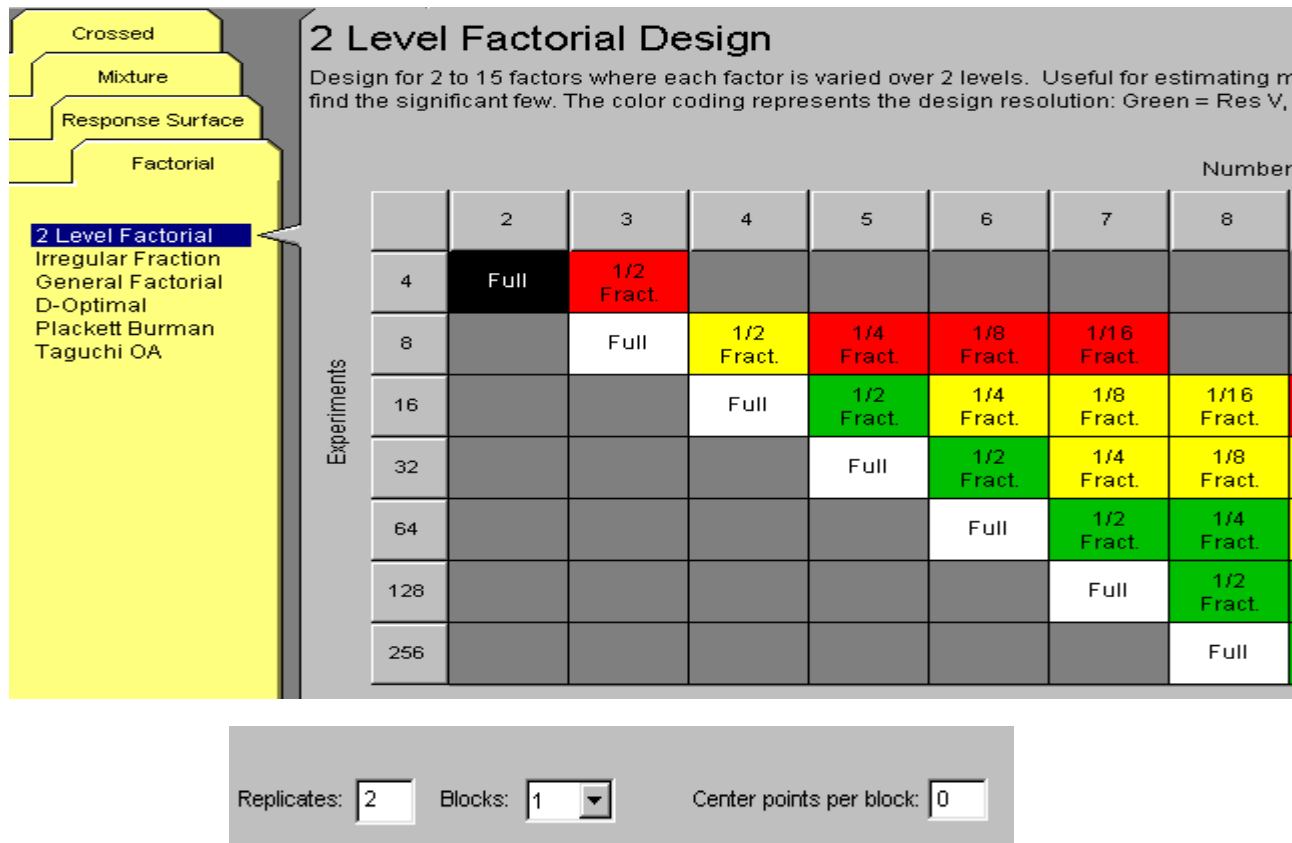 Crossed
Mixture
Response Surface
Factorial
2 Level Factorial
Irregular Fraction
General Factorial
D-Optimal
Plackett Burman
Taguchi OA
2 Level Factorial Design
Design for 2 to 15 factors where each factor is varied over 2 levels. Useful for estimating m
find the significant few. The color coding represents the design resolution: Green = Res V,
Number
2 3 4 5 6 7 8
Experiments
4 Full 1/2 Fract.
8 Full 1/2 Fract. 1/4 Fract. 1/8 Fract. 1/16 Fract.
16 Full 1/2 Fract. 1/4 Fract. 1/8 Fract. 1/16 Fract.
32 Full 1/2 Fract. 1/4 Fract. 1/8 Fract.
64 Full 1/2 Fract. 1/4 Fract.
128 Full 1/2 Fract.
256 Full
Replicates: 2 Blocks: 1 Center points per block: 0